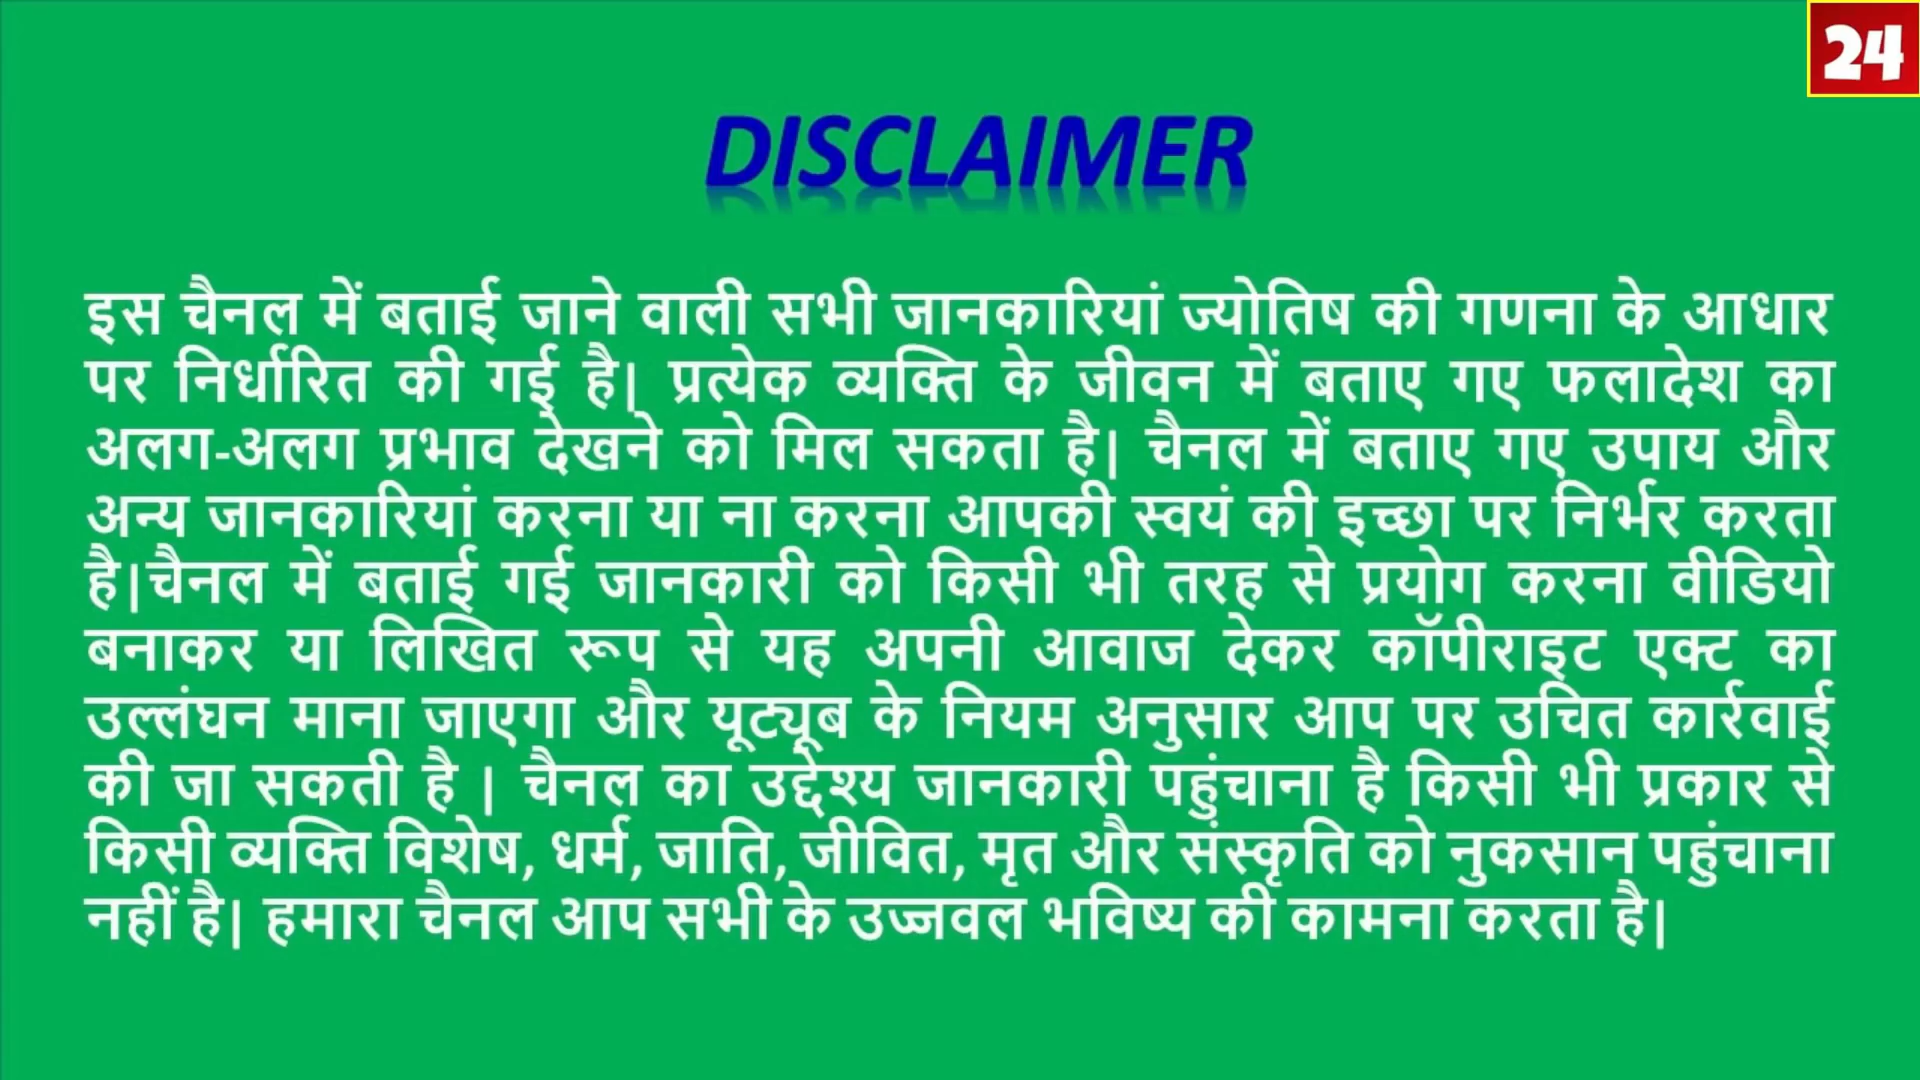 24
DISCLAIMER
इस चैनल में बताई जाने वाली सभी जानकारियां ज्योतिष की गणना के आधार
पर निर्धारित की गई है| प्रत्येक व्यक्ति के जीवन में बताए गए फलादेश का
अलग-अलग प्रभाव देखने को मिल सकता है| चैनल में बताए गए उपाय और
अन्य जानकारियां करना या ना करना आपकी स्वयं की इच्छा पर निर्भर करता
है|चैनल में बताई गई जानकारी को किसी भी तरह से प्रयोग करना वीडियो
बनाकर या लिखित रूप से यह अपनी आवाज देकर कॉपीराइट एक्ट का
उल्लंघन माना जाएगा और यूट्यूब के नियम अनुसार आप पर उचित कार्रवाई
की जा सकती है | चैनल का उद्देश्य जानकारी पहुंचाना है किसी भी प्रकार से
किसी व्यक्ति विशेष, धर्म, जाति, जीवित, मृत और संस्कृति को नुकसान पहुंचाना
नहीं है| हमारा चैनल आप सभी के उज्जवल भविष्य की कामना करता है|